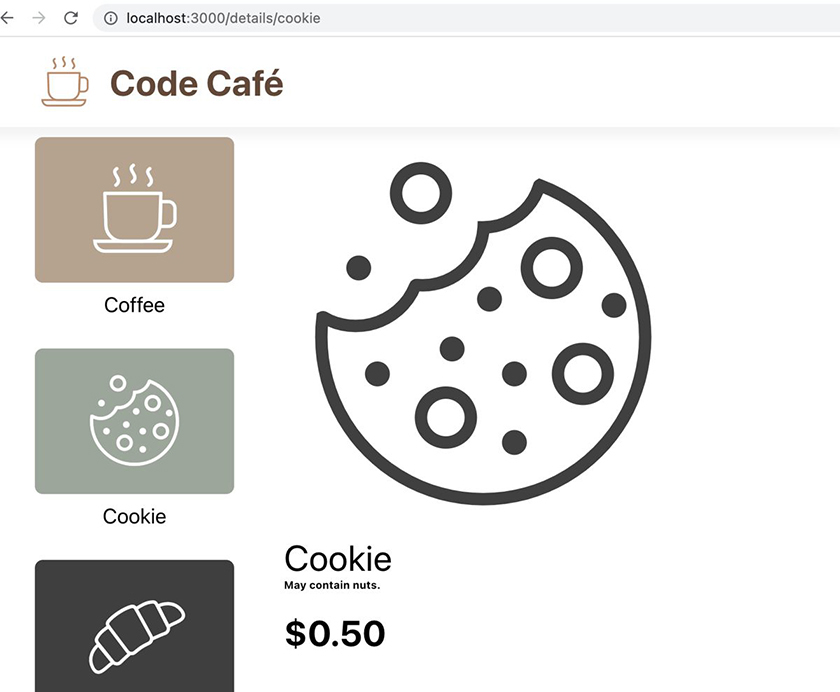 localhost:3000/details/cookie
Code Café
Coffee
Cookie
Cookie
May contain nuts.
$0.50